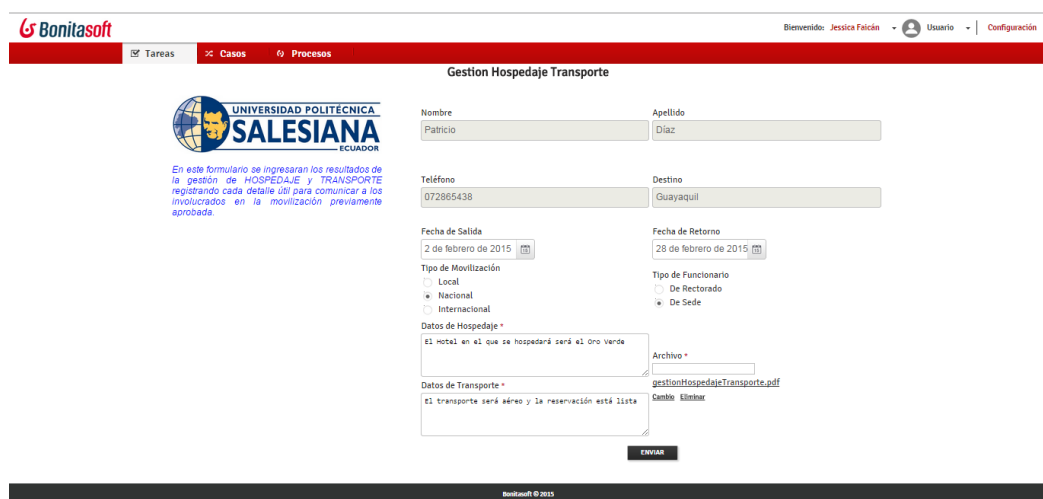 Bonitasoft
Bienvenido: Jessica Faicán
Usuario
Configuración
Tareas
Casos
Procesos
Gestion Hospedaje Transporte
UNIVERSIDAD POLITÉCNICA
SALESIANA
ECUADOR
En este formulario se ingresaran los resultados de
la gestión de HOSPEDAJE y TRANSPORTE
registrando cada detalle útil para comunicar a los
involucrados en la movilización previamente
aprobada.
Nombre
Apellido
Patricio
Díaz
Teléfono
Destino
072865438
Guayaquil
Fecha de Salida
Fecha de Retorno
2 de febrero de 2015
28 de febrero de 2015
Tipo de Movilización
Local
Nacional
Internacional
Tipo de Funcionario
De Rectorado
De Sede
Datos de Hospedaje *
El Hotel en el que se hospedará será el Oro Verde
Archivo *
gestionHospedajeTransporte.pdf
Cambio Eliminar
Datos de Transporte *
El transporte será aéreo y la reservación está lista
ENVIAR
Bonitasoft © 2015